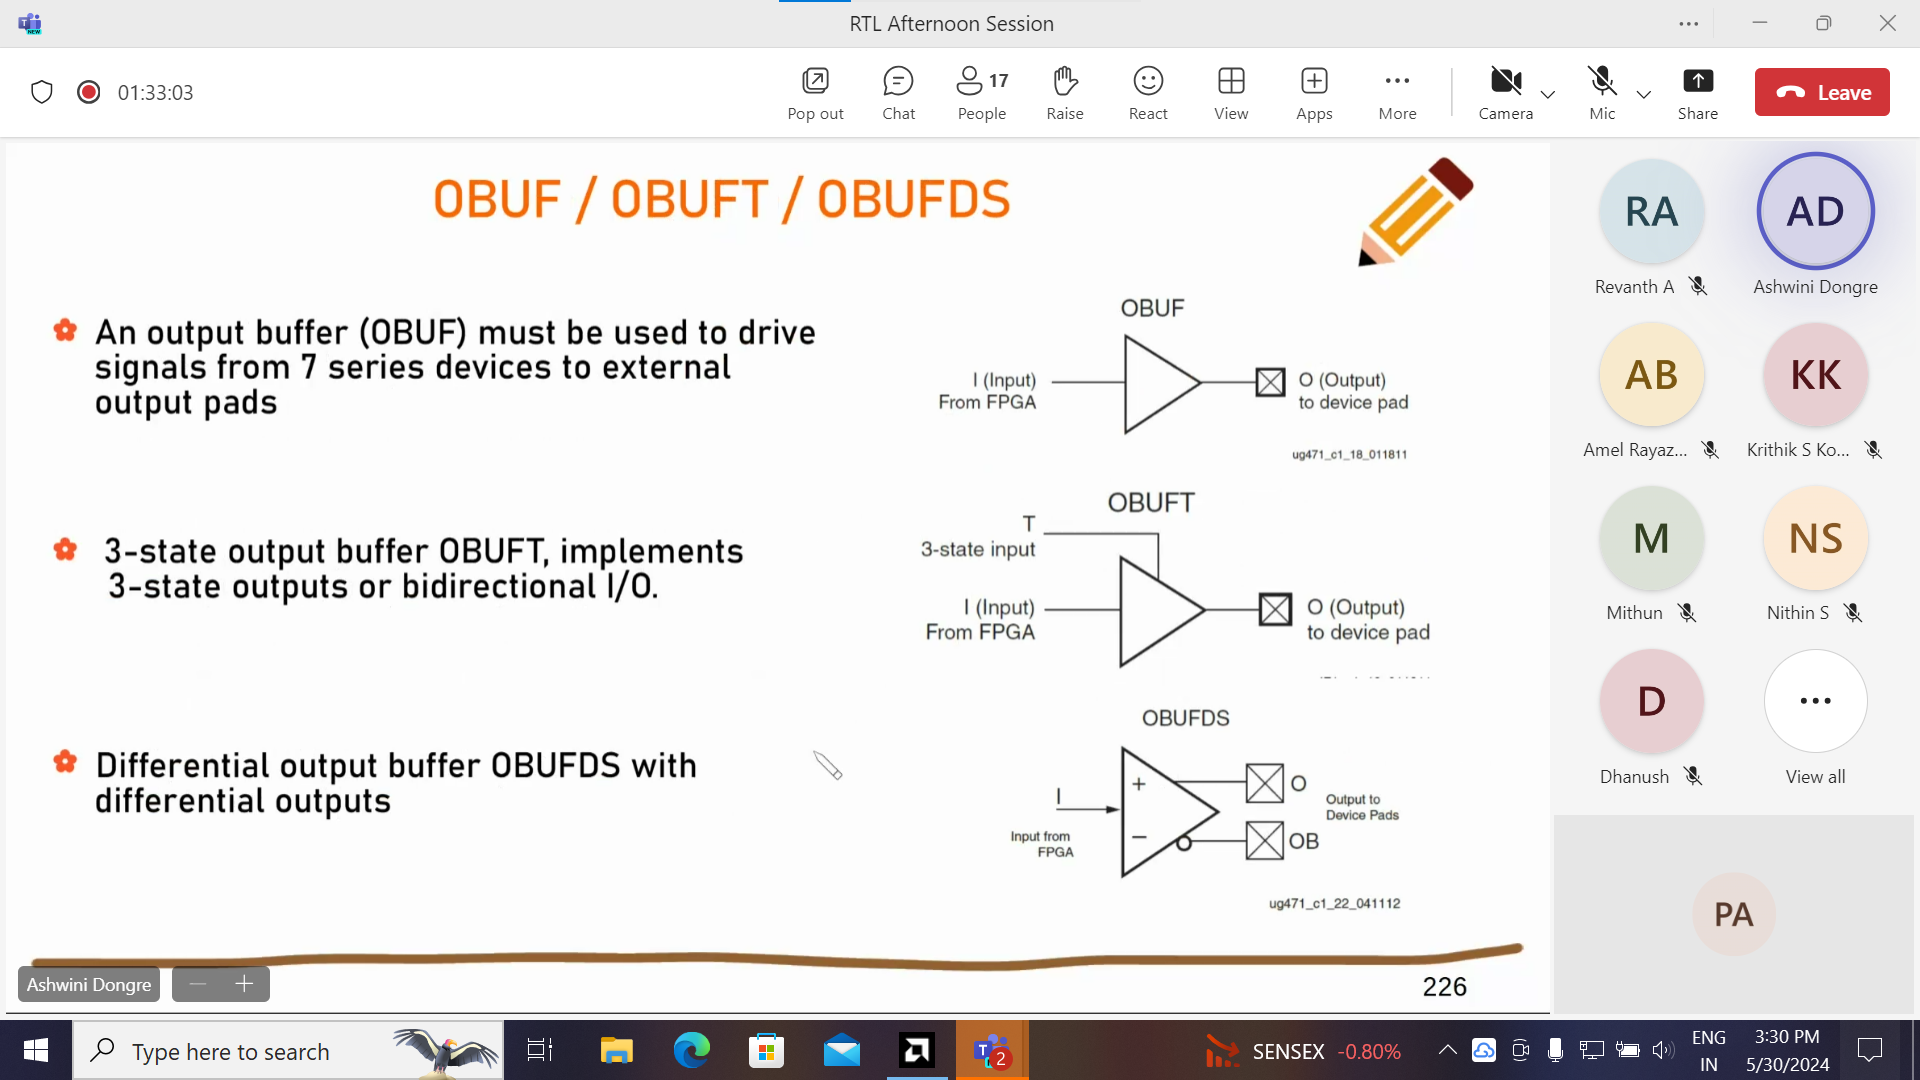 RTL Afternoon Session
NEW
01:33:03
Pop out
Chat
17
People
Raise
React
View
Apps
More
Camera
Mic
Share
Leave
OBUF / OBUFT / OBUFDS
An output buffer (OBUF) must be used to drive
signals from 7 series devices to external
output pads
OBUF
I (Input)
From FPGA
O (Output)
to device pad
ug471_c1_18_011811
3-state output buffer OBUFT, implements
3-state outputs or bidirectional I/O.
OBUFT
T
3-state input
I (Input)
From FPGA
O (Output)
to device pad
Differential output buffer OBUFDS with
differential outputs
OBUFDS
I
Input from
FPGA
+
−
O
OB
Output to
Device Pads
ug471_c1_22_041112
226
Ashwini Dongre
RA
Revanth A
AD
Ashwini Dongre
AB
Amel Rayaz...
KK
Krithik S Ko...
M
Mithun
NS
Nithin S
D
Dhanush
View all
PA
Type here to search
2
SENSEX -0.80%
ENG
IN
3:30 PM
5/30/2024